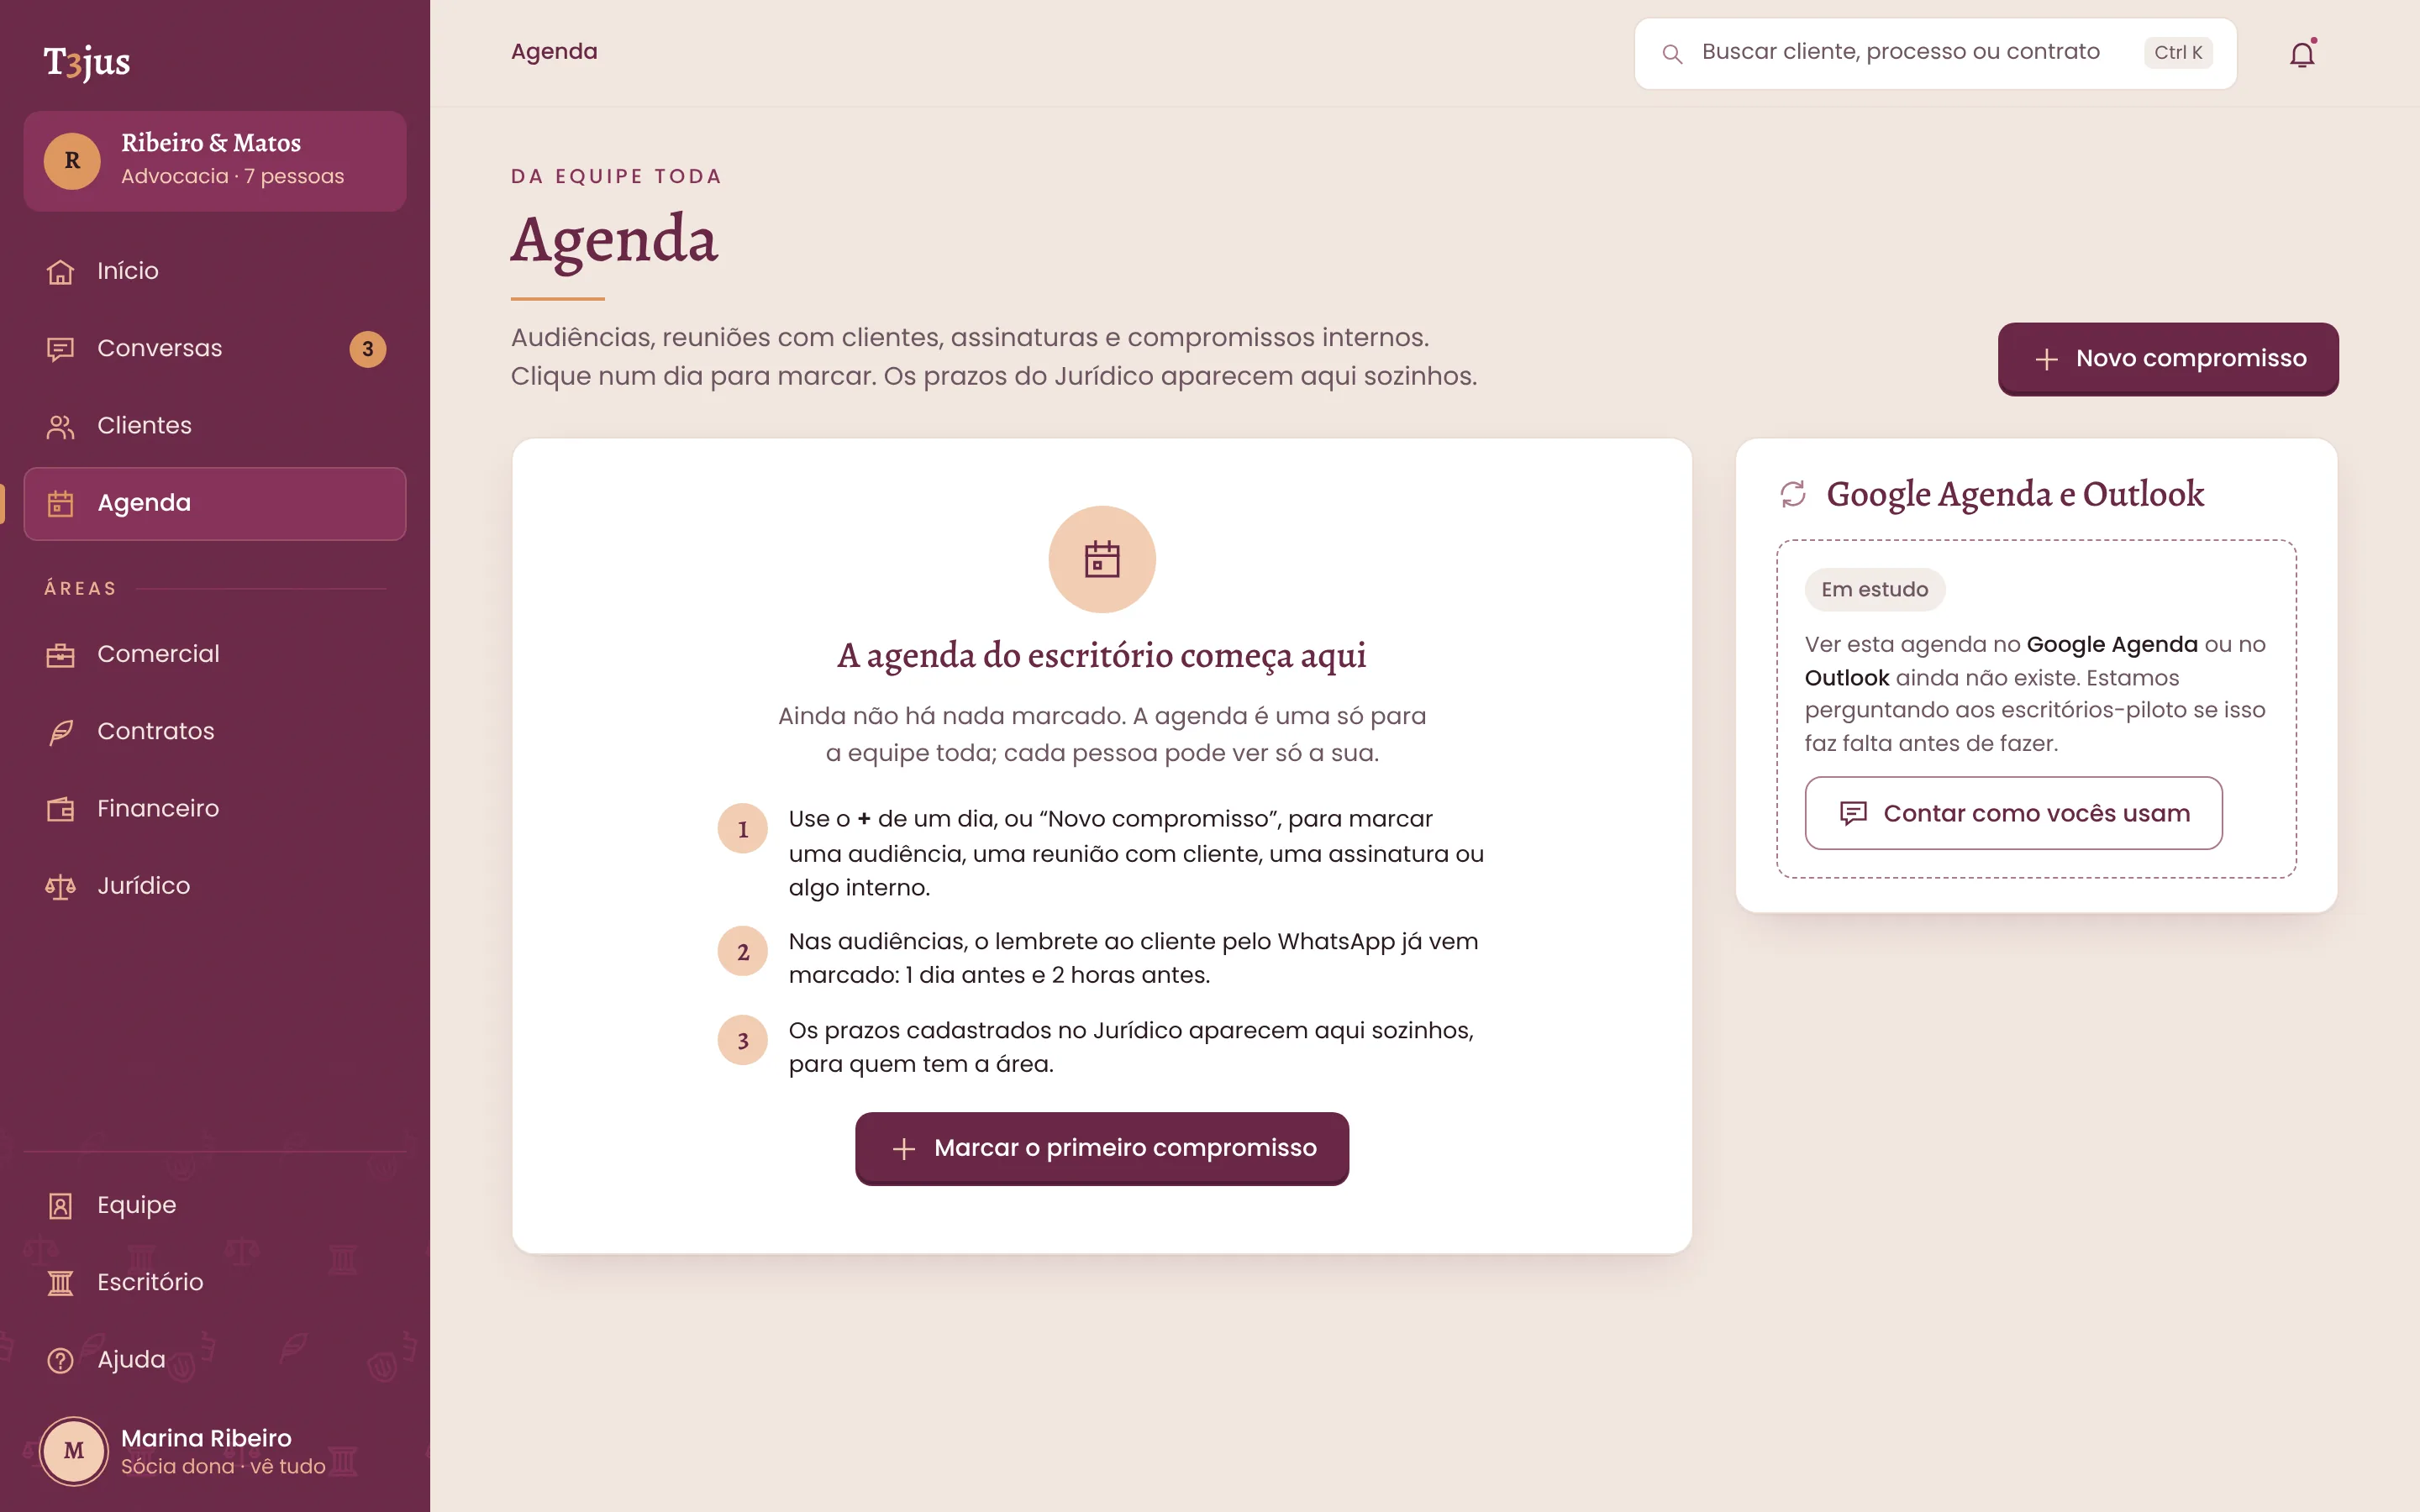 T3jus
R
Ribeiro & Matos
Advocacia · 7 pessoas
Início
Conversas
3
Clientes
Agenda
ÁREAS
Comercial
Contratos
Financeiro
Jurídico
Equipe
Escritório
Ajuda
M
Marina Ribeiro
Sócia dona · vê tudo
Agenda
Buscar cliente, processo ou contrato
Ctrl K
DA EQUIPE TODA
Agenda
Audiências, reuniões com clientes, assinaturas e compromissos internos.
Clique num dia para marcar. Os prazos do Jurídico aparecem aqui sozinhos.
Novo compromisso
A agenda do escritório começa aqui
Ainda não há nada marcado. A agenda é uma só para
a equipe toda; cada pessoa pode ver só a sua.
1
Use o + de um dia, ou “Novo compromisso”, para marcar
uma audiência, uma reunião com cliente, uma assinatura ou
algo interno.
2
Nas audiências, o lembrete ao cliente pelo WhatsApp já vem
marcado: 1 dia antes e 2 horas antes.
3
Os prazos cadastrados no Jurídico aparecem aqui sozinhos,
para quem tem a área.
Marcar o primeiro compromisso
Google Agenda e Outlook
Em estudo
Ver esta agenda no Google Agenda ou no
Outlook ainda não existe. Estamos
perguntando aos escritórios-piloto se isso
faz falta antes de fazer.
Contar como vocês usam